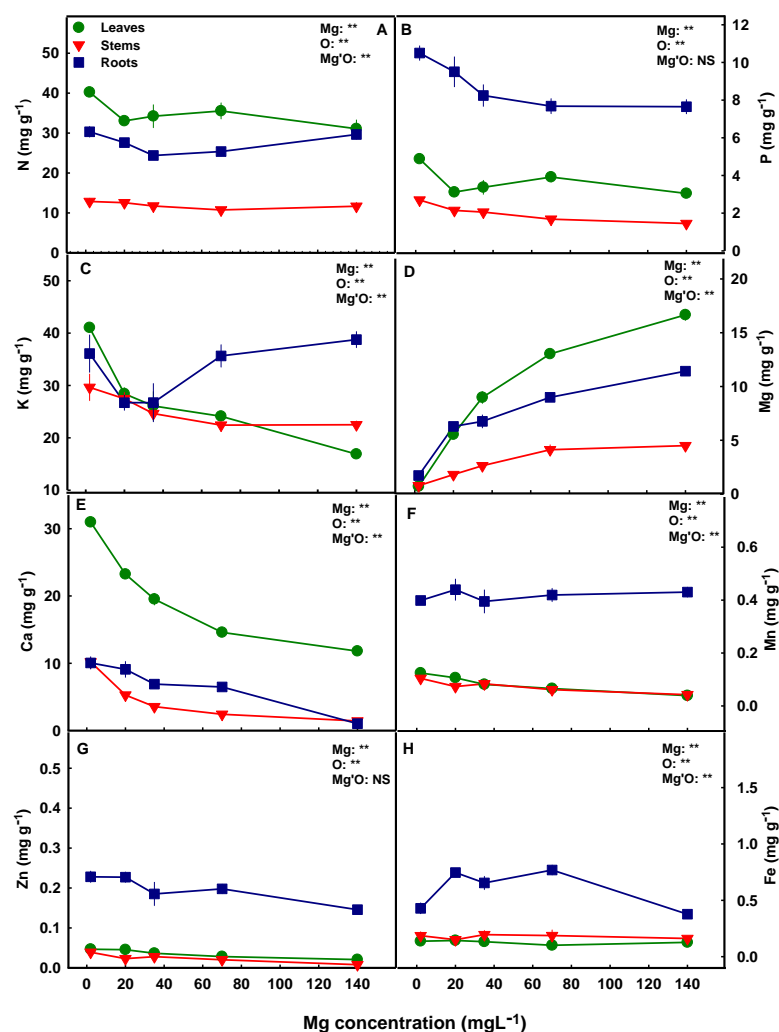 Leaves
Stems
Roots
Mg: **
O: **
Mg'O: **
A
50
40
30
20
10
0
N (mg g-1)
B
Mg: **
O: **
Mg'O: NS
12
10
8
6
4
2
0
P (mg g-1)
C
Mg: **
O: **
Mg'O: **
50
40
30
20
10
K (mg g-1)
D
Mg: **
O: **
Mg'O: **
20
15
10
5
0
Mg (mg g-1)
E
Mg: **
O: **
Mg'O: **
30
20
10
0
Ca (mg g-1)
F
Mg: **
O: **
Mg'O: **
0.6
0.4
0.2
0.0
Mn (mg g-1)
G
Mg: **
O: **
Mg'O: NS
0.5
0.4
0.3
0.2
0.1
0.0
Zn (mg g-1)
H
Mg: **
O: **
Mg'O: **
1.5
1.0
0.5
0.0
Fe (mg g-1)
0 20 40 60 80 100 120 140
0 20 40 60 80 100 120 140
Mg concentration (mgL-1)